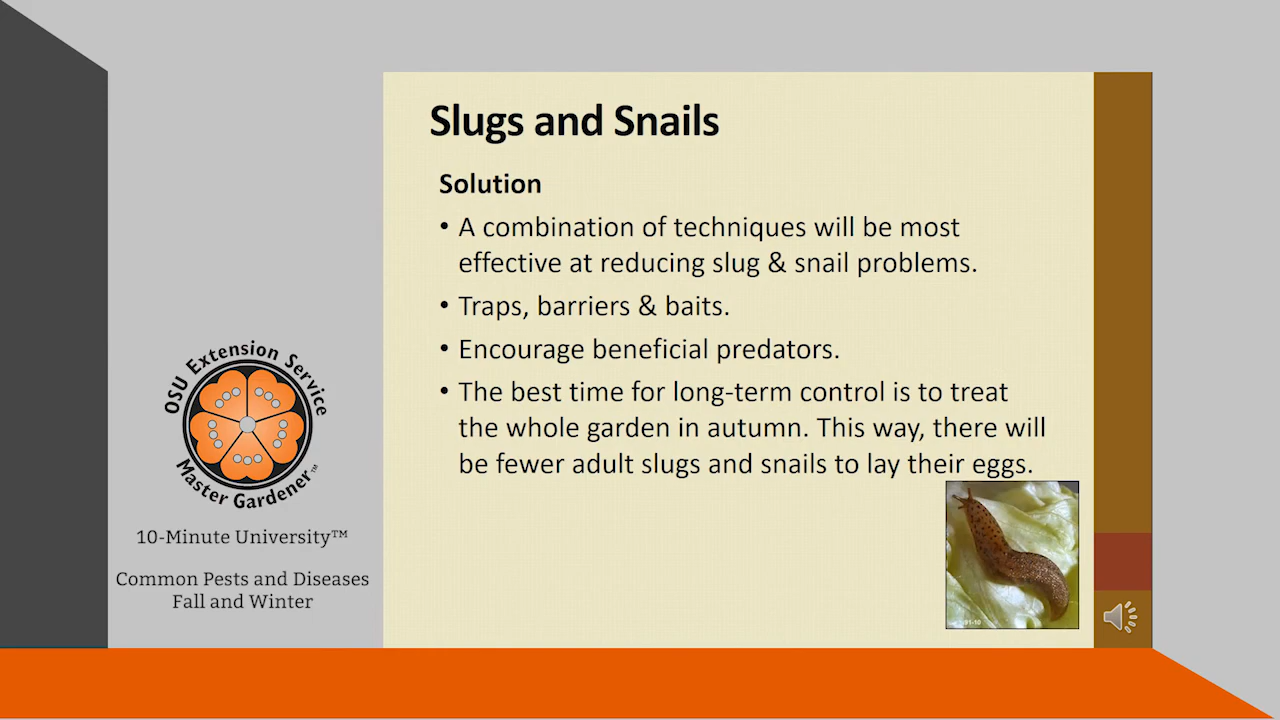 Slugs and Snails
Solution
• A combination of techniques will be most
effective at reducing slug & snail problems.
• Traps, barriers & baits.
• Encourage beneficial predators.
• The best time for long-term control is to treat
the whole garden in autumn. This way, there will
be fewer adult slugs and snails to lay their eggs.
OSU Extension Service
Master Gardener™
10-Minute University™
Common Pests and Diseases
Fall and Winter